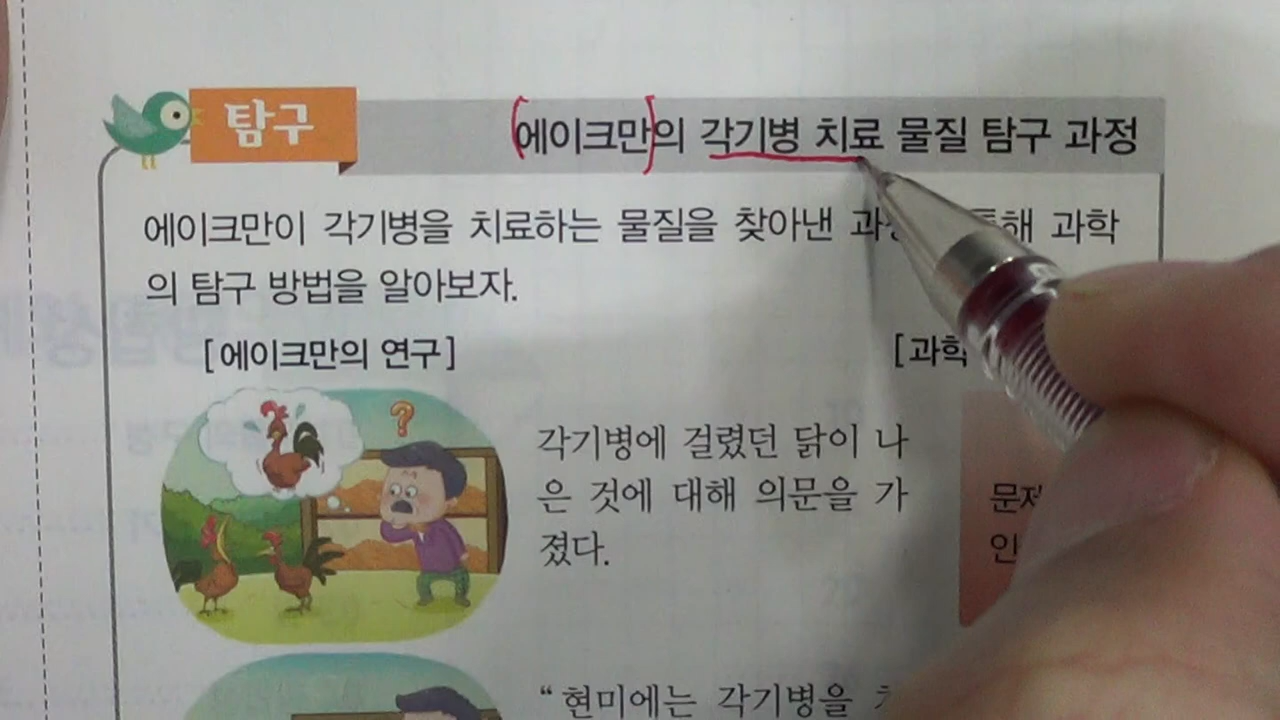 탐구
에이크만의 각기병 치료 물질 탐구 과정
에이크만이 각기병을 치료하는 물질을 찾아낸 과학
의 탐구 방법을 알아보자.
[에이크만의 연구]
[과학
?
각기병에 걸렸던 닭이 나
은 것에 대해 의문을 가
졌다.
문제
인
“현미에는 각기병을